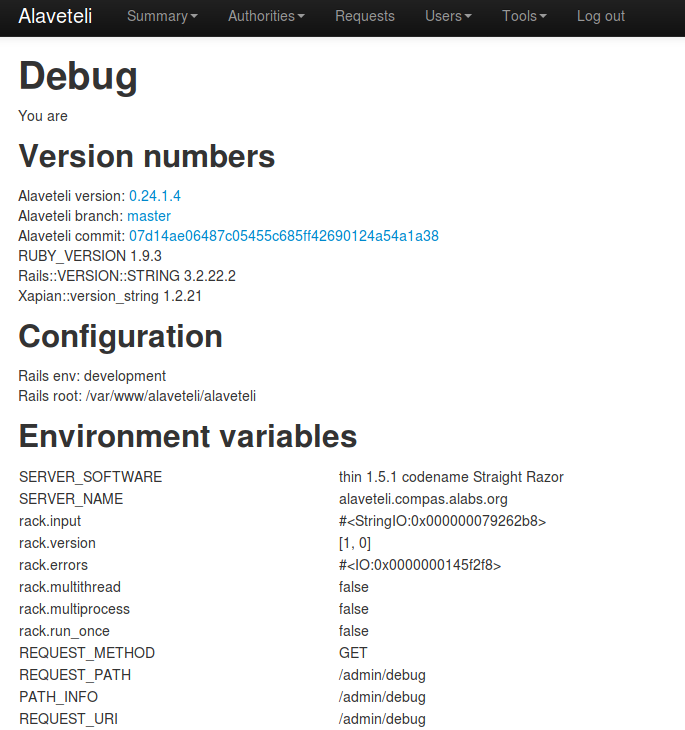 Alaveteli Summary Authorities Requests Users Tools Log out
Debug
You are
Version numbers
Alaveteli version: 0.24.1.4
Alaveteli branch: master
Alaveteli commit: 07d14ae06487c05455c685ff42690124a54a1a38
RUBY_VERSION 1.9.3
Rails::VERSION::STRING 3.2.22.2
Xapian::version_string 1.2.21
Configuration
Rails env: development
Rails root: /var/www/alaveteli/alaveteli
Environment variables
SERVER_SOFTWARE thin 1.5.1 codename Straight Razor
SERVER_NAME alaveteli.compas.alabs.org
rack.input #<StringIO:0x000000079262b8>
rack.version [1, 0]
rack.errors #<IO:0x0000000145f2f8>
rack.multithread false
rack.multiprocess false
rack.run_once false
REQUEST_METHOD GET
REQUEST_PATH /admin/debug
PATH_INFO /admin/debug
REQUEST_URI /admin/debug